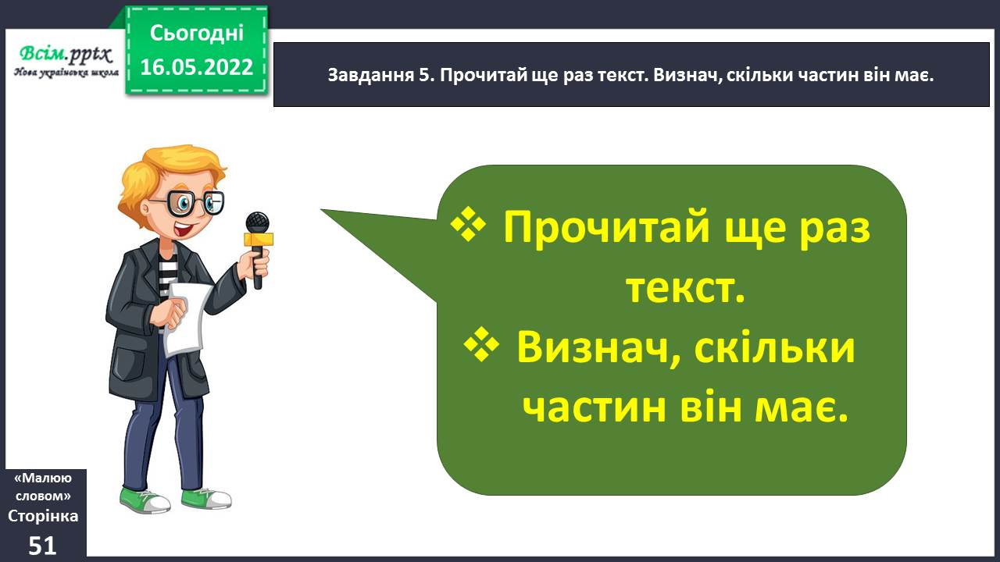 Сьогодні
16.05.2022
Всім.pptx
Нова українська школа
Завдання 5. Прочитай ще раз текст. Визнач, скільки частин він має.
❖ Прочитай ще раз
текст.
❖ Визнач, скільки
частин він має.
«Малюю
словом»
Сторінка
51